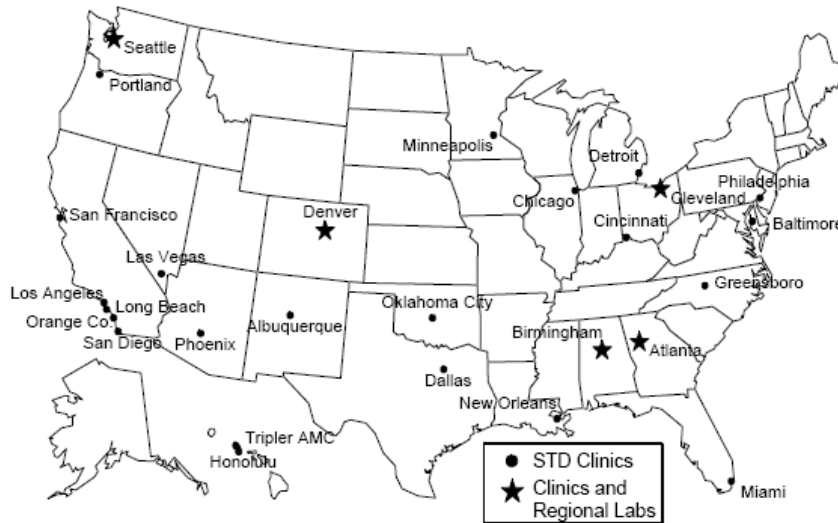 Seattle
Portland
Minneapolis
Detroit
Philadelphia
Chicago
Cleveland
San Francisco
Denver
Cincinnati
Baltimore
Las Vegas
Greensboro
Los Angeles
Long Beach
Oklahoma City
Orange Co.
Albuquerque
Birmingham
San Diego
Phoenix
Atlanta
Dallas
New Orleans
Tripler AMC
Honolulu
STD Clinics
Clinics and
Regional Labs
Miami